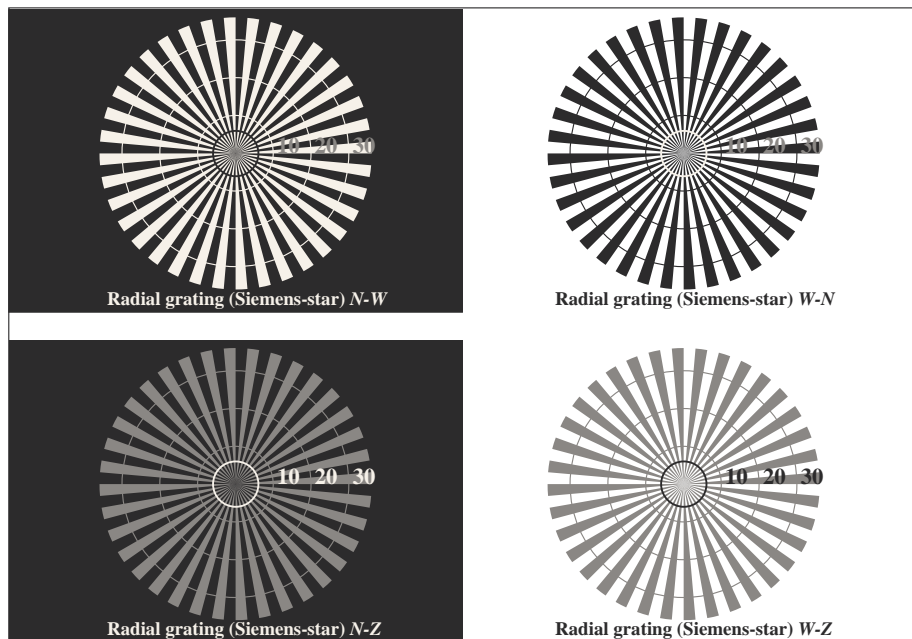 10 20 30
Radial grating (Siemens-star) N-W
10 20 30
Radial grating (Siemens-star) W-N
10 20 30
Radial grating (Siemens-star) N-Z
10 20 30
Radial grating (Siemens-star) W-Z